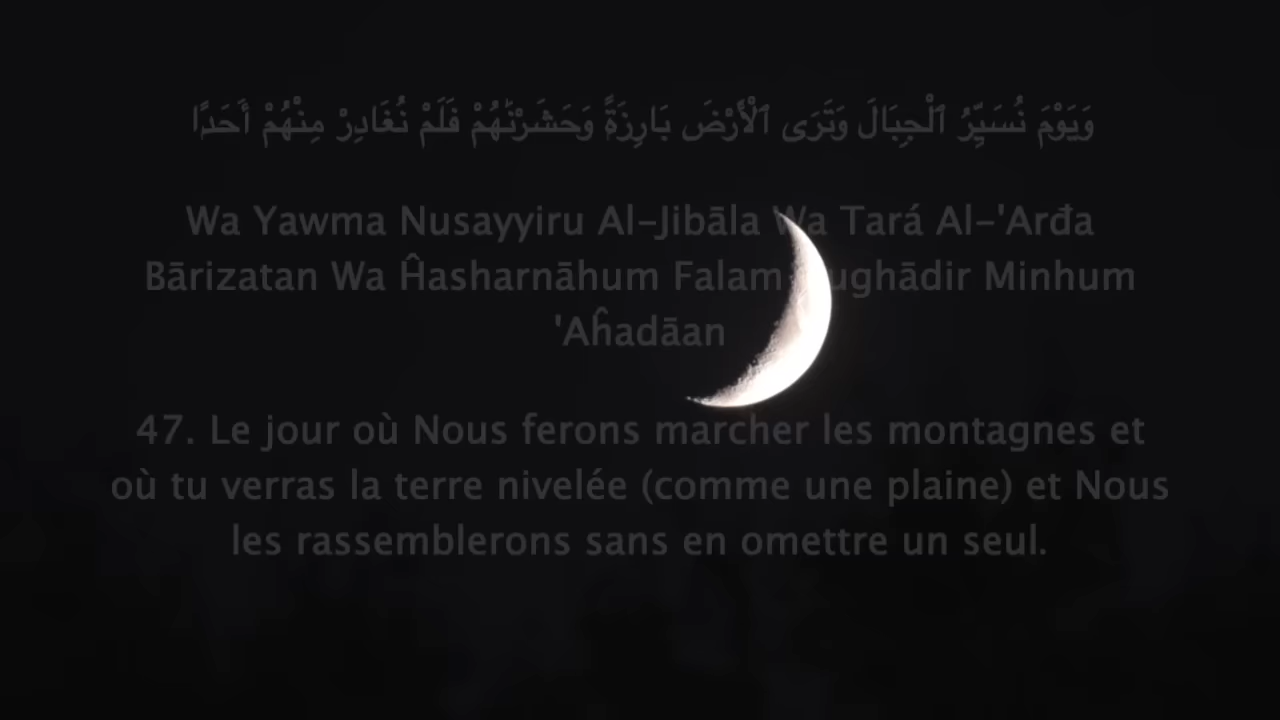 وَيَوْمَ نُسَيِّرُ ٱلْجِبَالَ وَتَرَى ٱلْأَرْضَ بَارِزَةً وَحَشَرْنَٰهُمْ فَلَمْ نُغَادِرْ مِنْهُمْ أَحَدًا
Wa Yawma Nusayyiru Al-Jibāla Wa Tará Al-'Arđa
Bārizatan Wa Ĥasharnāhum Falam Nughādir Minhum
'Aĥadāan
47. Le jour où Nous ferons marcher les montagnes et
où tu verras la terre nivelée (comme une plaine) et Nous
les rassemblerons sans en omettre un seul.